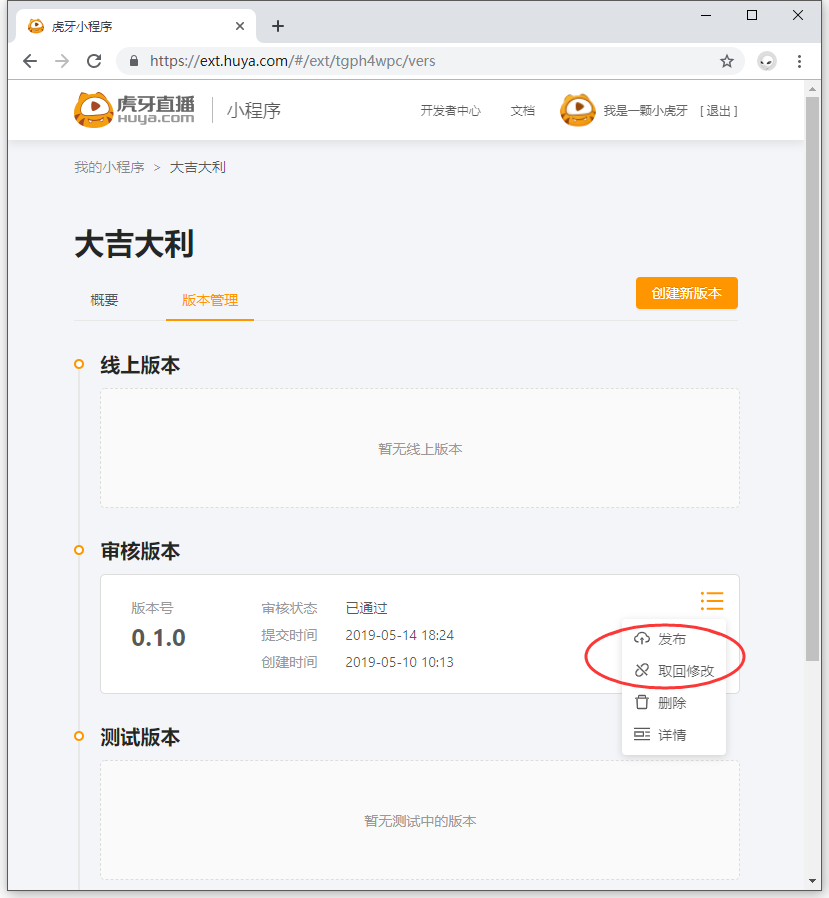 虎牙小程序
https://ext.huya.com/#/ext/tgph4wpc/vers
虎牙直播
HUYA.com
小程序
开发者中心
文档
我是一颗小虎牙
[ 退出 ]
我的小程序 > 大吉大利
大吉大利
概要
版本管理
创建新版本
线上版本
暂无线上版本
审核版本
版本号
0.1.0
审核状态 已通过
提交时间 2019-05-14 18:24
创建时间 2019-05-10 10:13
发布
取回修改
删除
详情
测试版本
暂无测试中的版本